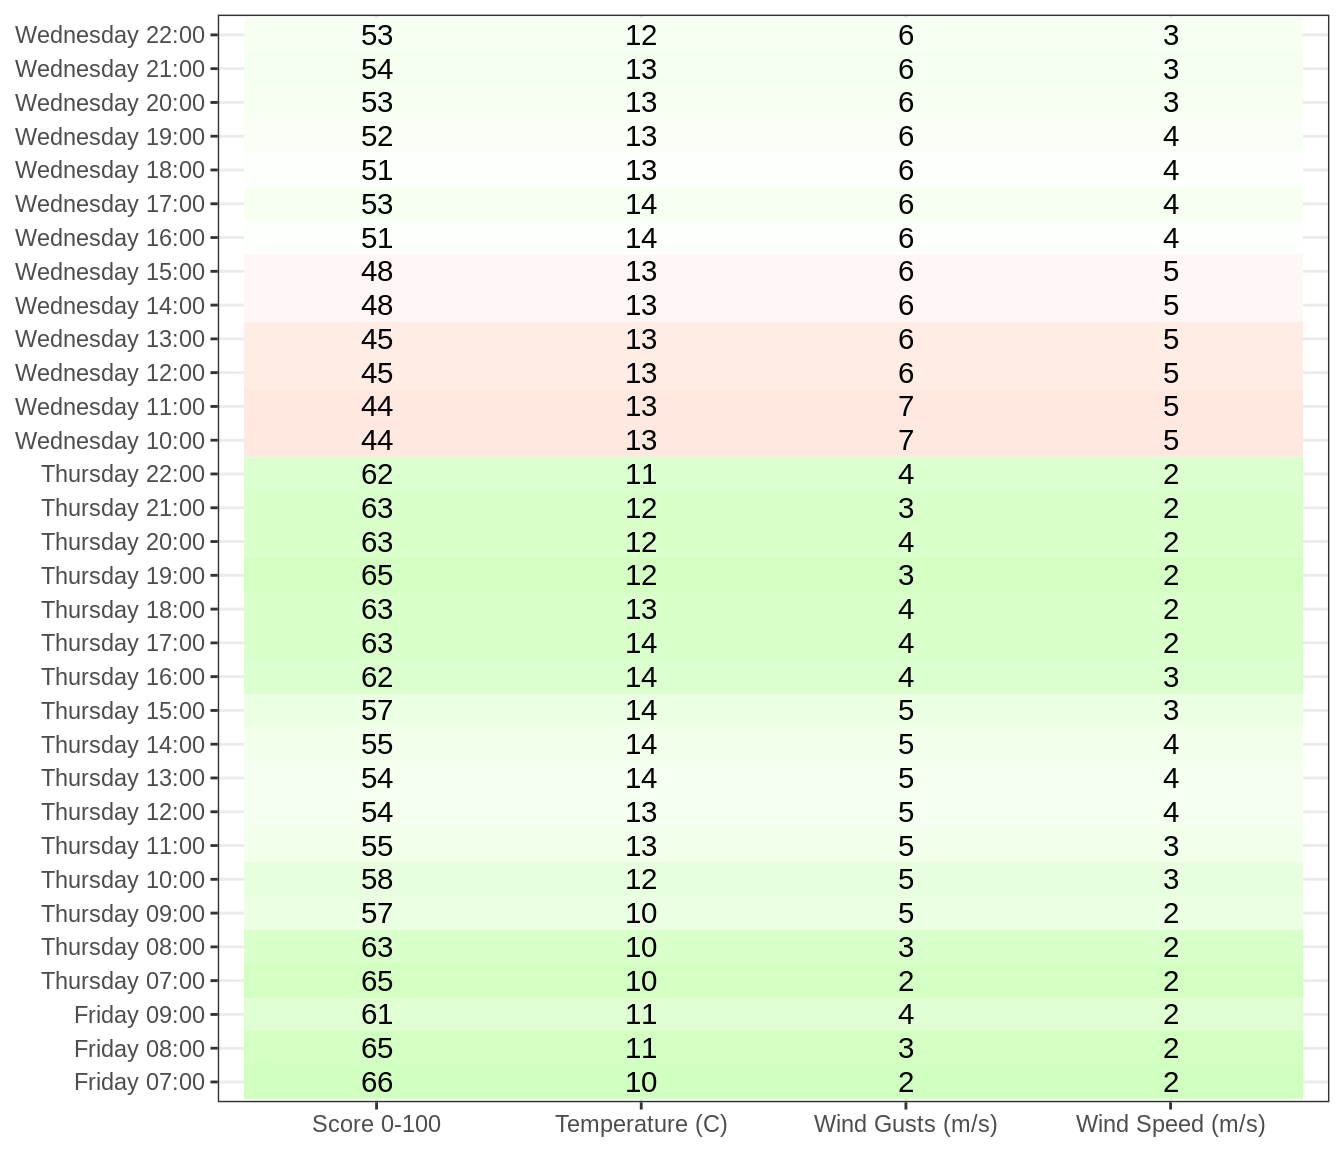 Wednesday 22:00 53 12 6 3
Wednesday 21:00 54 13 6 3
Wednesday 20:00 53 13 6 3
Wednesday 19:00 52 13 6 4
Wednesday 18:00 51 13 6 4
Wednesday 17:00 53 14 6 4
Wednesday 16:00 51 14 6 4
Wednesday 15:00 48 13 6 5
Wednesday 14:00 48 13 6 5
Wednesday 13:00 45 13 6 5
Wednesday 12:00 45 13 6 5
Wednesday 11:00 44 13 7 5
Wednesday 10:00 44 13 7 5
Thursday 22:00 62 11 4 2
Thursday 21:00 63 12 3 2
Thursday 20:00 63 12 4 2
Thursday 19:00 65 12 3 2
Thursday 18:00 63 13 4 2
Thursday 17:00 63 14 4 2
Thursday 16:00 62 14 4 3
Thursday 15:00 57 14 5 3
Thursday 14:00 55 14 5 4
Thursday 13:00 54 14 5 4
Thursday 12:00 54 13 5 4
Thursday 11:00 55 13 5 3
Thursday 10:00 58 12 5 3
Thursday 09:00 57 10 5 2
Thursday 08:00 63 10 3 2
Thursday 07:00 65 10 2 2
Friday 09:00 61 11 4 2
Friday 08:00 65 11 3 2
Friday 07:00 66 10 2 2
Score 0-100 Temperature (C) Wind Gusts (m/s) Wind Speed (m/s)